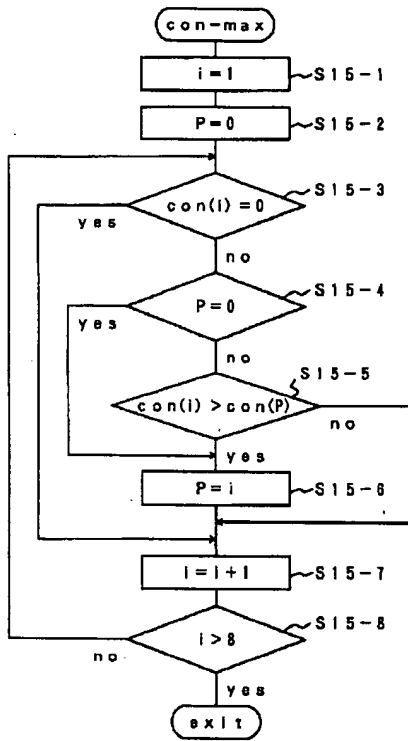 con-max
i=1
S15-1
P=0
S15-2
con(i)=0
S15-3
yes
no
P=0
S15-4
yes
no
con(i)>con(P)
S15-5
no
yes
P=i
S15-6
i=i+1
S15-7
i>8
S15-8
no
yes
exit